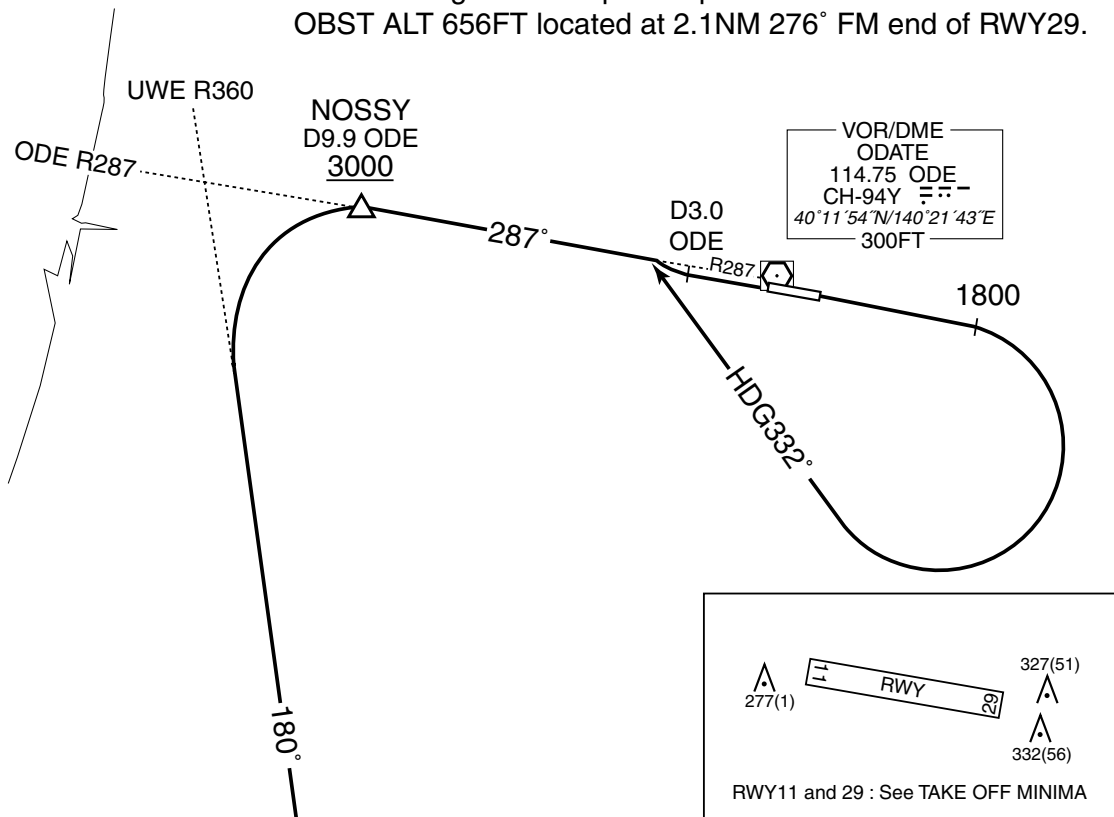 OBST ALT 656FT located at 2.1NM 276° FM end of RWY29.
UWE R360
NOSSY
D9.9 ODE
3000
ODE R287
VOR/DME
ODATE
114.75 ODE
CH-94Y
40°11´54˝N/140°21´43˝E
300FT
D3.0
ODE
287°
R287
1800
HDG332°
180°
327(51)
11
RWY
29
277(1)
332(56)
RWY11 and 29 : See TAKE OFF MINIMA